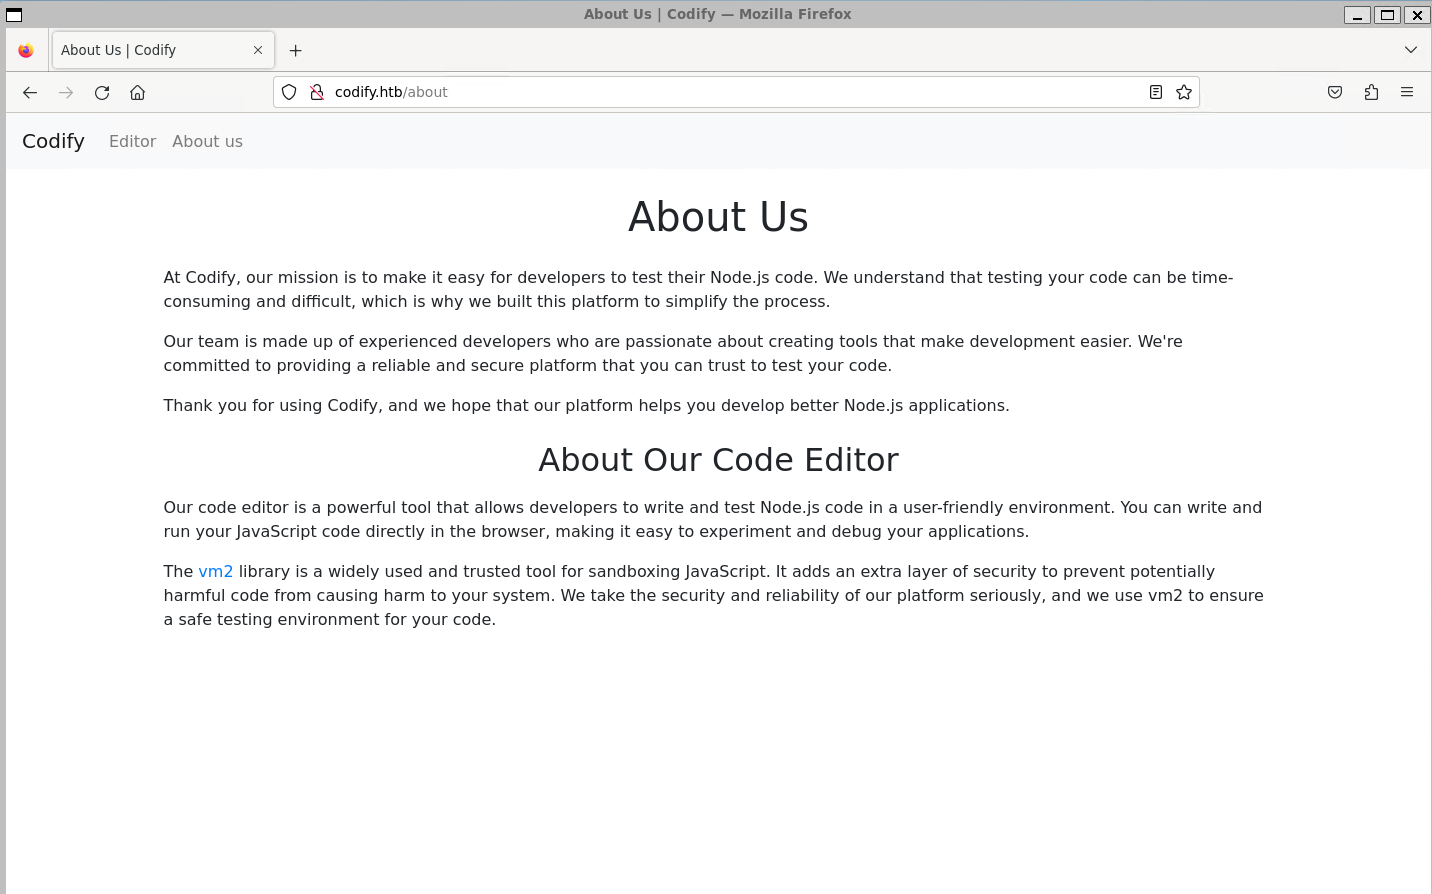 About Us | Codify — Mozilla Firefox
About Us | Codify
codify.htb/about
Codify Editor About us
About Us
At Codify, our mission is to make it easy for developers to test their Node.js code. We understand that testing your code can be time-
consuming and difficult, which is why we built this platform to simplify the process.
Our team is made up of experienced developers who are passionate about creating tools that make development easier. We're
committed to providing a reliable and secure platform that you can trust to test your code.
Thank you for using Codify, and we hope that our platform helps you develop better Node.js applications.
About Our Code Editor
Our code editor is a powerful tool that allows developers to write and test Node.js code in a user-friendly environment. You can write and
run your JavaScript code directly in the browser, making it easy to experiment and debug your applications.
The vm2 library is a widely used and trusted tool for sandboxing JavaScript. It adds an extra layer of security to prevent potentially
harmful code from causing harm to your system. We take the security and reliability of our platform seriously, and we use vm2 to ensure
a safe testing environment for your code.